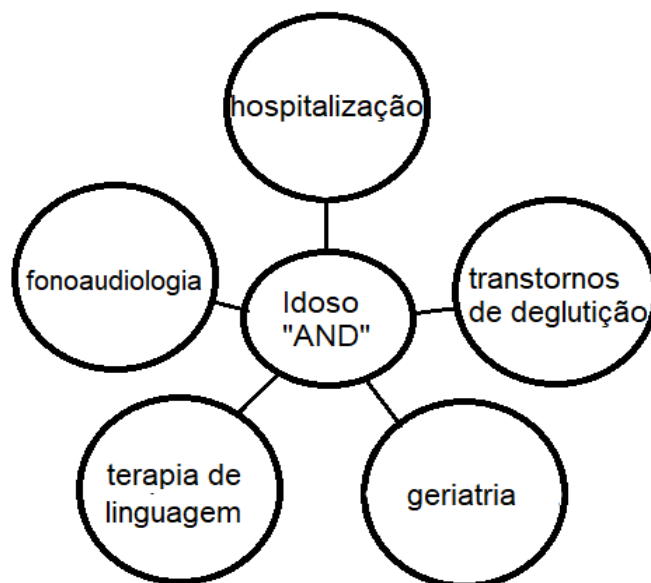 hospitalização
fonoaudiologia
Idoso
"AND"
transtornos
de deglutição
terapia de
linguagem
geriatria